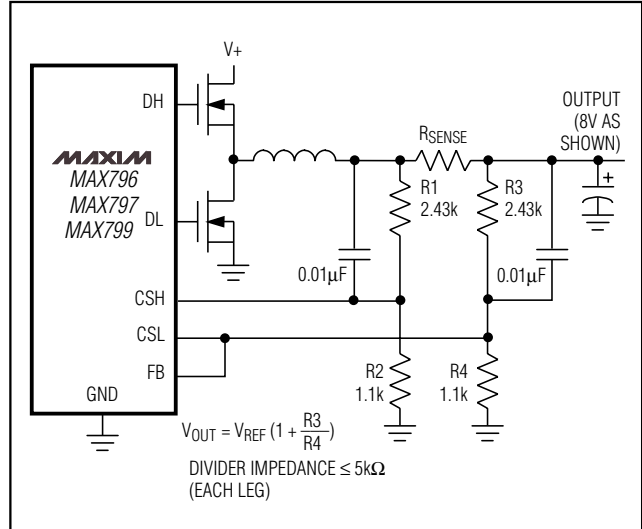 V+
DH
OUTPUT
(8V AS
SHOWN)
RSENSE
+
MAXIM
MAX796
MAX797
MAX799
R1
2.43k
R3
2.43k
DL
0.01µF
0.01µF
CSH
CSL
FB
R2
1.1k
R4
1.1k
GND
VOUT = VREF (1 + R3/R4)
DIVIDER IMPEDANCE ≤ 5kΩ
(EACH LEG)